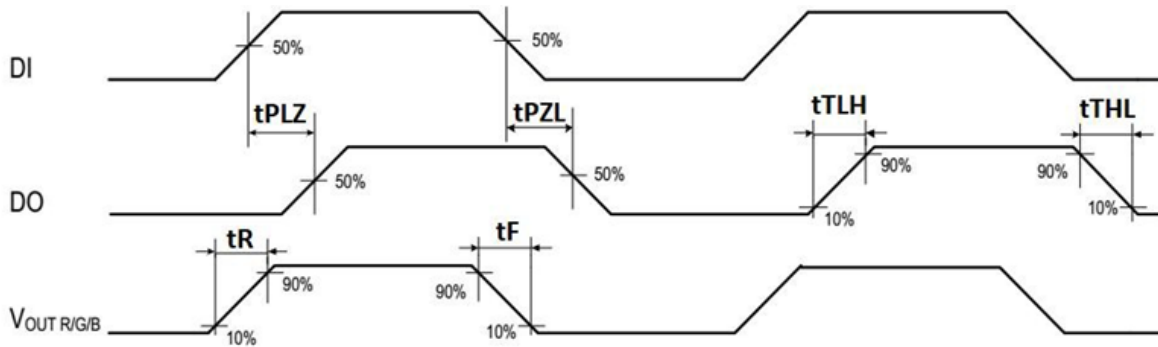 DI
50%
50%
tPLZ
tPZL
tTLH
tTHL
DO
50%
50%
90%
10%
90%
10%
tR
tF
VOUT R/G/B
90%
10%
90%
10%